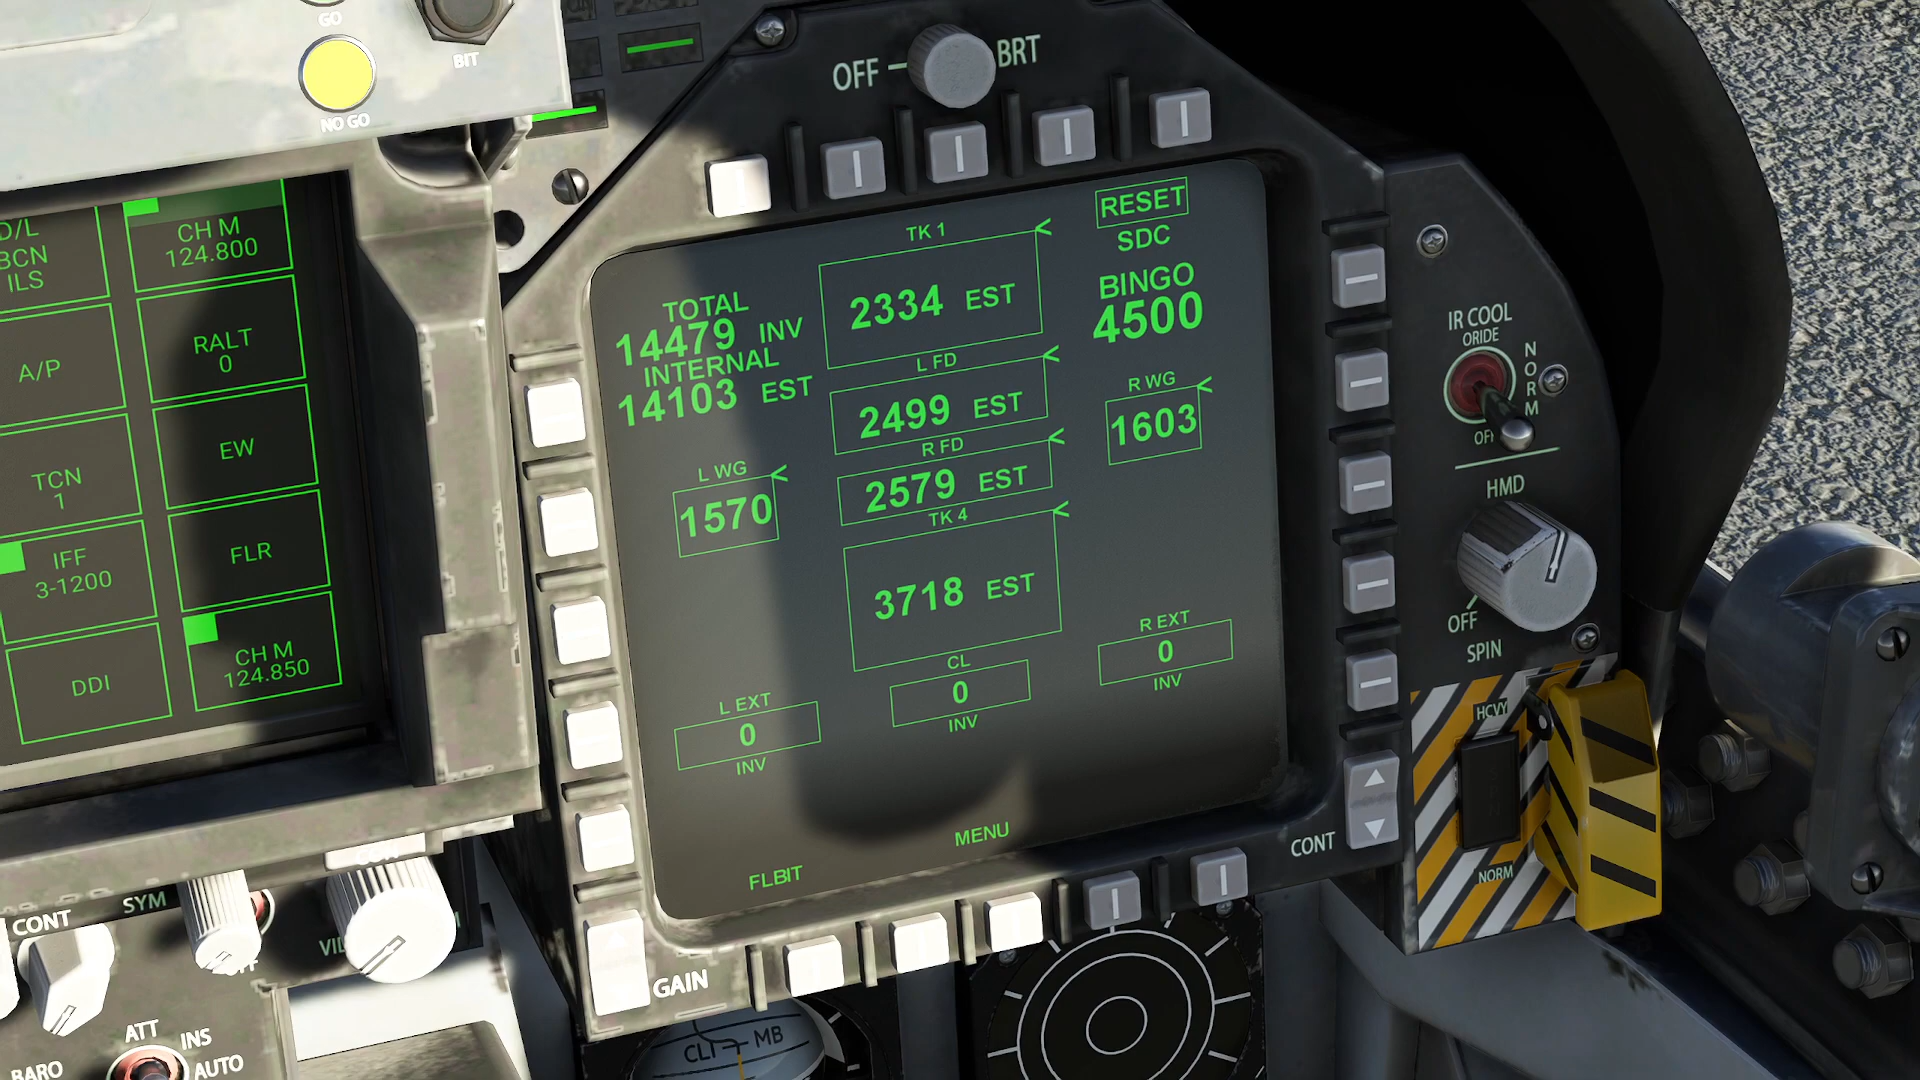 GO
NO GO
BIT
OFF
BRT
D/L
BCN
ILS
CH M
124.800
A/P
RALT
0
TCN
1
EW
IFF
3-1200
FLR
DDI
CH M
124.850
TK 1
2334 EST
RESET
SDC
TOTAL
14479 INV
INTERNAL
14103 EST
BINGO
4500
L FD
2499 EST
R WG
1603
R FD
2579 EST
L WG
1570
TK 4
3718 EST
R EXT
0
INV
CL
0
INV
L EXT
0
INV
MENU
FLBIT
IR COOL
ORIDE
NORM
HMD
OFF
SPIN
HCVY
NORM
CONT
GAIN
SYM
CONT
ATT
INS
AUTO
BARO
CLI
MB